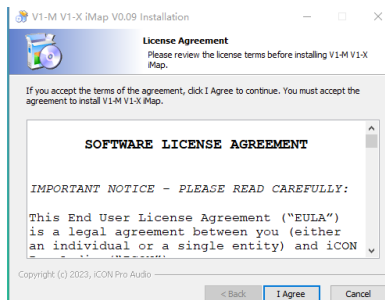 V1-M V1-X iMap V0.09 Installation
License Agreement
Please review the license terms before installing V1-M V1-X
iMap.
If you accept the terms of the agreement, click I Agree to continue. You must accept the
agreement to install V1-M V1-X iMap.
SOFTWARE LICENSE AGREEMENT
IMPORTANT NOTICE – PLEASE READ CAREFULLY:
This End User License Agreement (“EULA”)
is a legal agreement between you (either
an individual or a single entity) and iCON
Copyright (c) 2023, iCON Pro Audio
< Back
I Agree
Cancel